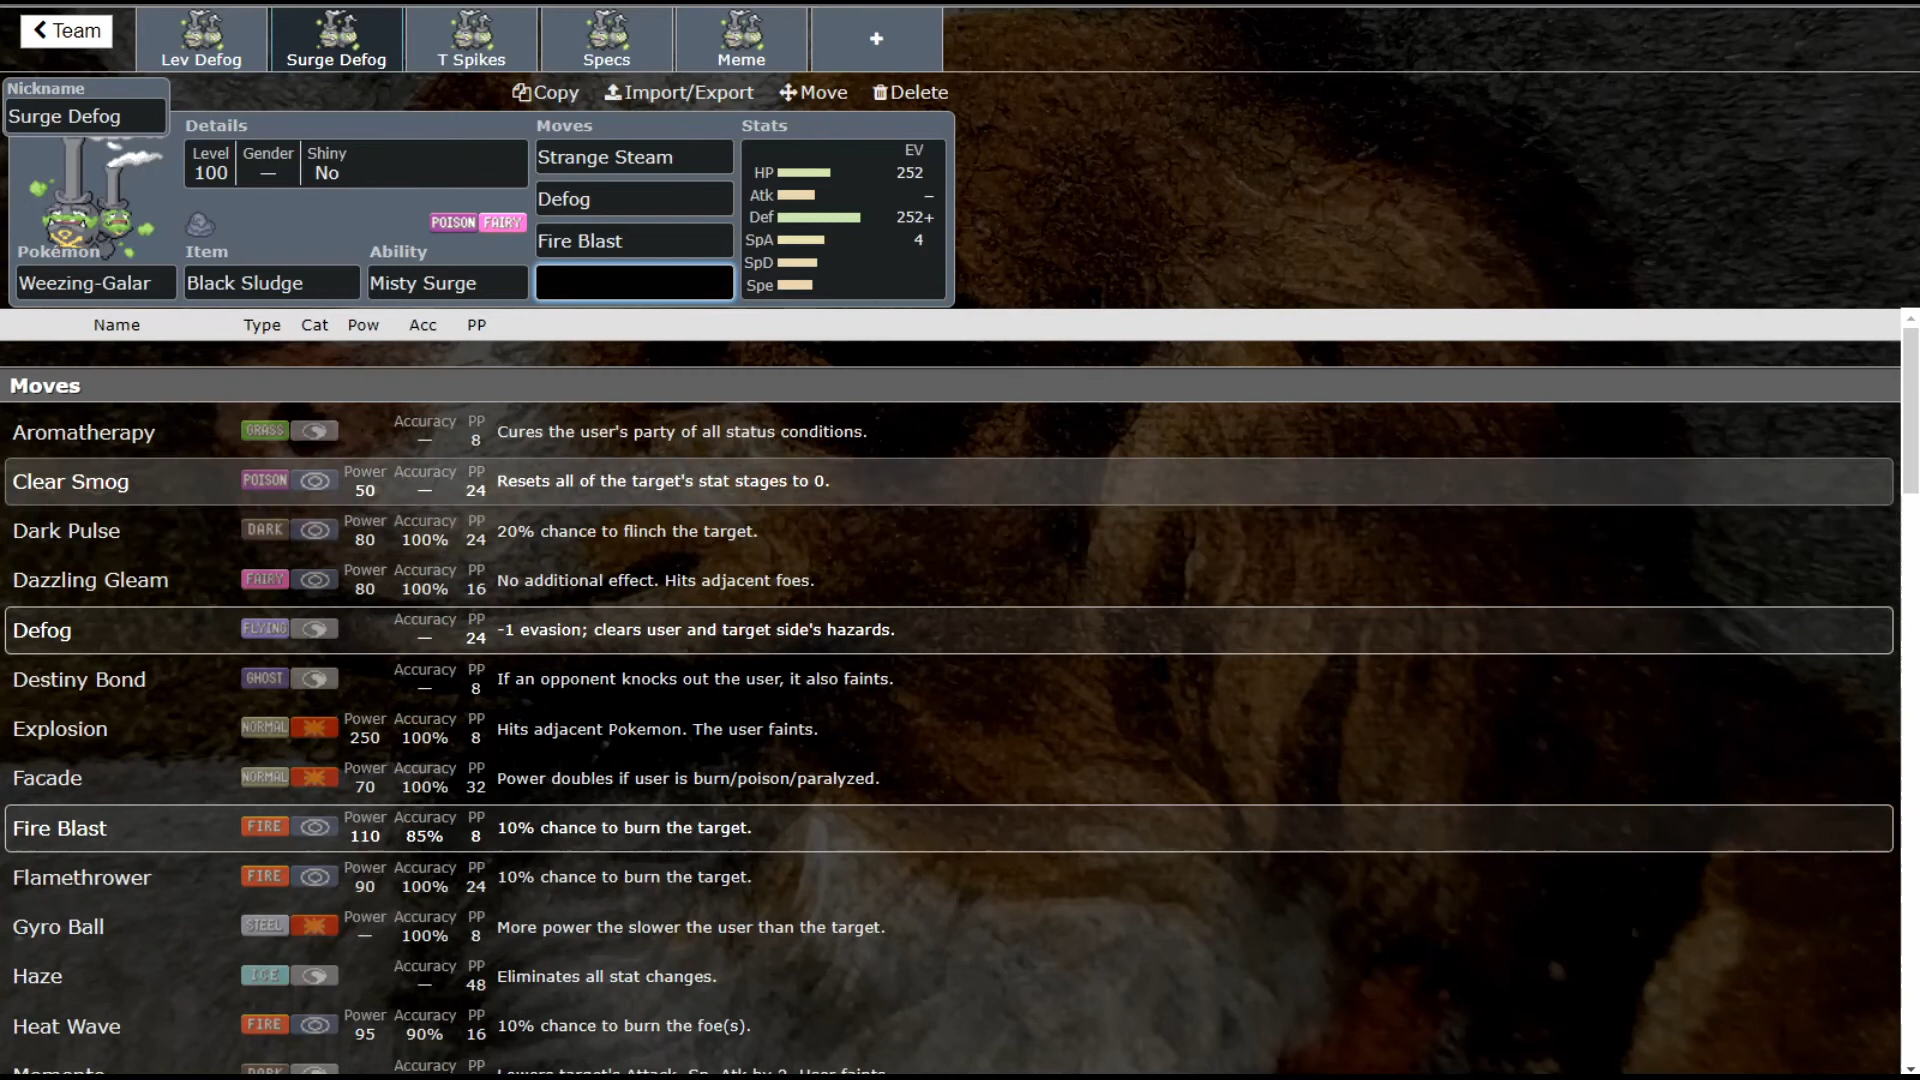 Team
Lev Defog
Surge Defog
T Spikes
Specs
Meme
+
Nickname
Surge Defog
Copy
Import/Export
Move
Delete
Details
Moves
Stats
Level
100
Gender
—
Shiny
No
POISON FAIRY
Pokémon
Weezing-Galar
Item
Black Sludge
Ability
Misty Surge
Strange Steam
Defog
Fire Blast
EV
HP 252
Atk –
Def 252+
SpA 4
SpD
Spe
Name Type Cat Pow Acc PP
Moves
Aromatherapy GRASS Accuracy — PP 8 Cures the user's party of all status conditions.
Clear Smog POISON Power 50 Accuracy — PP 24 Resets all of the target's stat stages to 0.
Dark Pulse DARK Power 80 Accuracy 100% PP 24 20% chance to flinch the target.
Dazzling Gleam FAIRY Power 80 Accuracy 100% PP 16 No additional effect. Hits adjacent foes.
Defog FLYING Accuracy — PP 24 -1 evasion; clears user and target side's hazards.
Destiny Bond GHOST Accuracy — PP 8 If an opponent knocks out the user, it also faints.
Explosion NORMAL Power 250 Accuracy 100% PP 8 Hits adjacent Pokemon. The user faints.
Facade NORMAL Power 70 Accuracy 100% PP 32 Power doubles if user is burn/poison/paralyzed.
Fire Blast FIRE Power 110 Accuracy 85% PP 8 10% chance to burn the target.
Flamethrower FIRE Power 90 Accuracy 100% PP 24 10% chance to burn the target.
Gyro Ball STEEL Power — Accuracy 100% PP 8 More power the slower the user than the target.
Haze ICE Accuracy — PP 48 Eliminates all stat changes.
Heat Wave FIRE Power 95 Accuracy 90% PP 16 10% chance to burn the foe(s).
Memento DARK Accuracy PP Lowers target's Attack, Sp. Atk by 2. User faints.